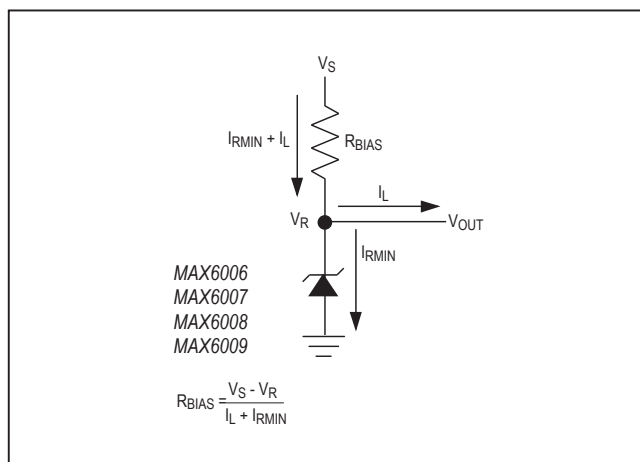 VS
IRMIN + IL
RBIAS
IL
VR
VOUT
IRMIN
MAX6006
MAX6007
MAX6008
MAX6009
RBIAS = VS - VR
IL + IRMIN